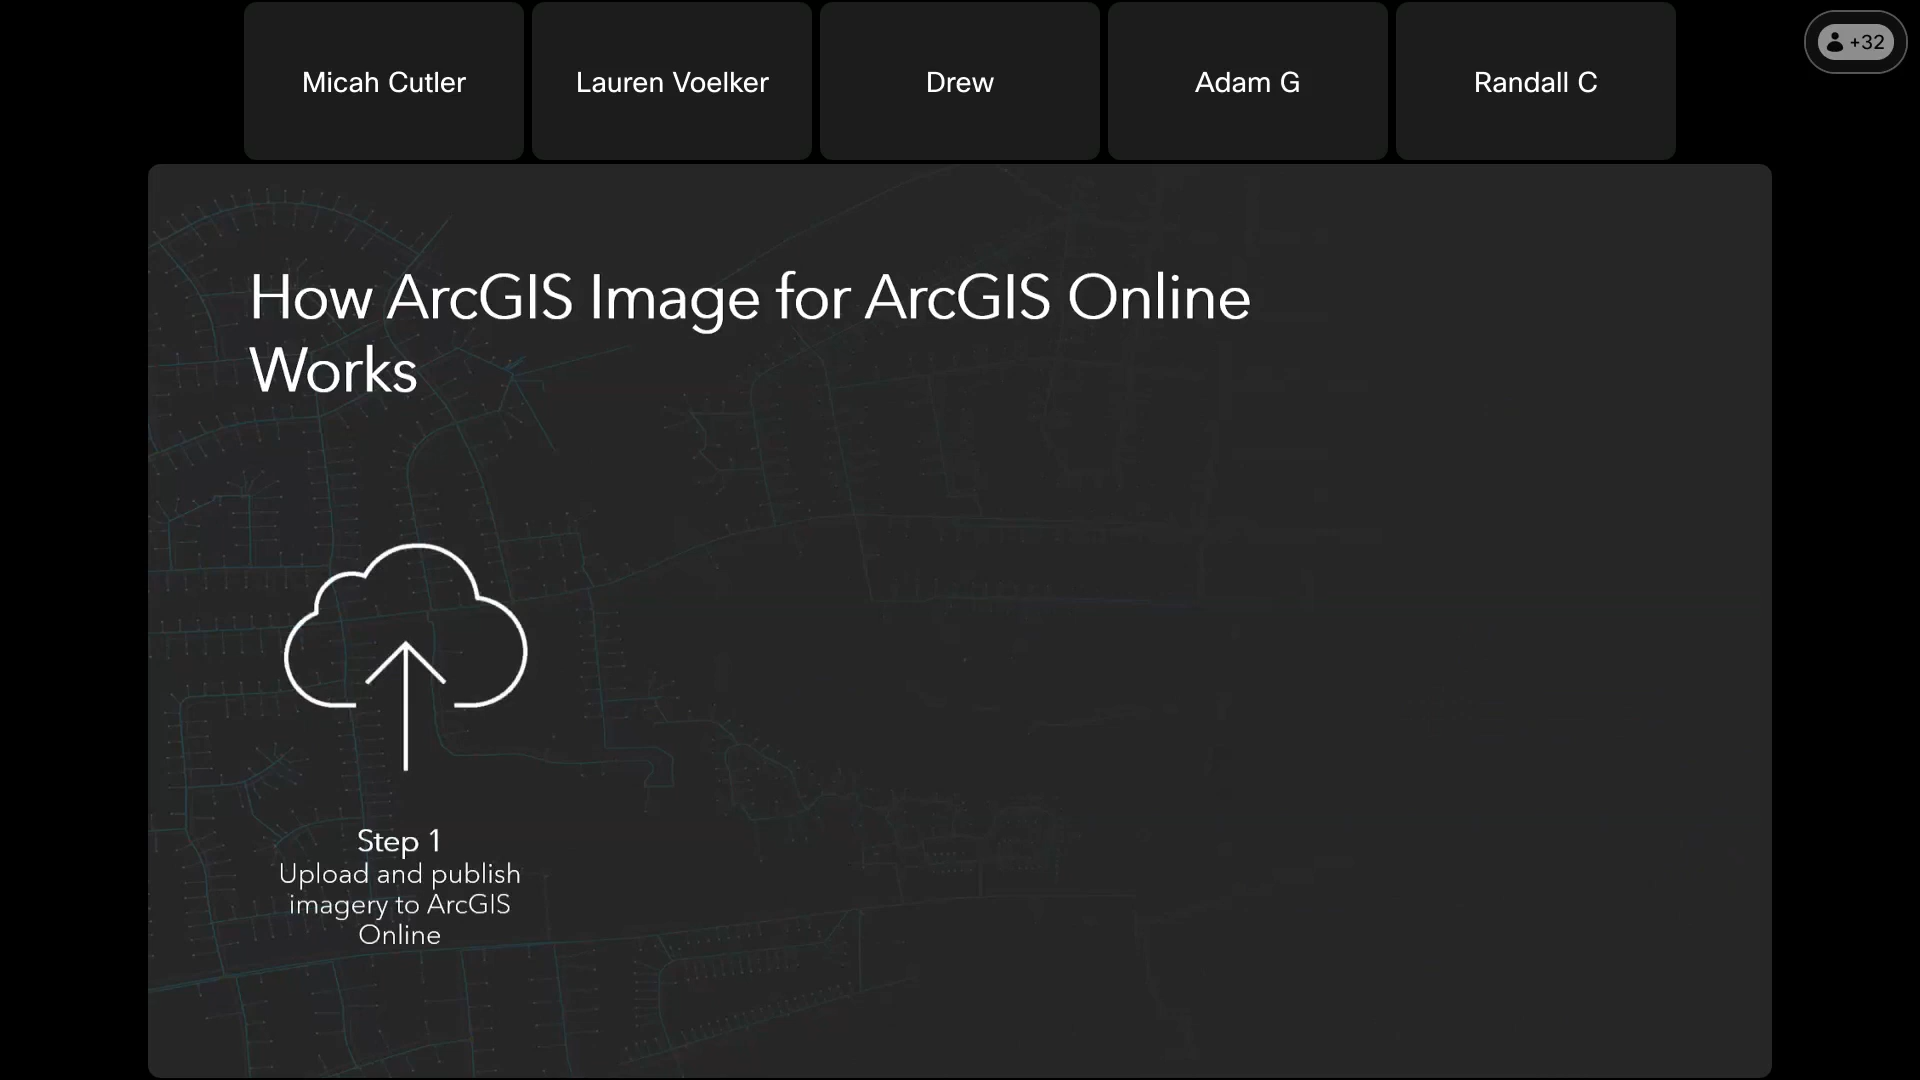 Micah Cutler
Lauren Voelker
Drew
Adam G
Randall C
+32
How ArcGIS Image for ArcGIS Online
Works
Step 1
Upload and publish
imagery to ArcGIS
Online